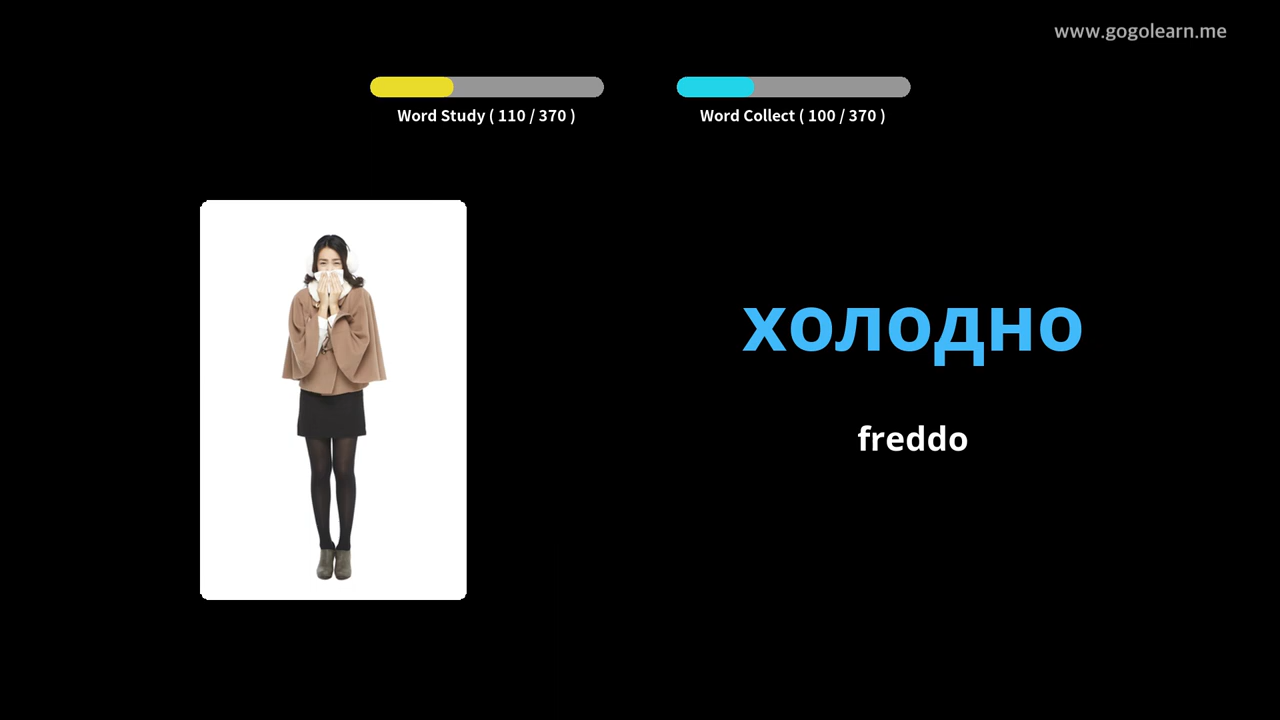 www.gogolearn.me
Word Study ( 110 / 370 )
Word Collect ( 100 / 370 )
холодно
freddo